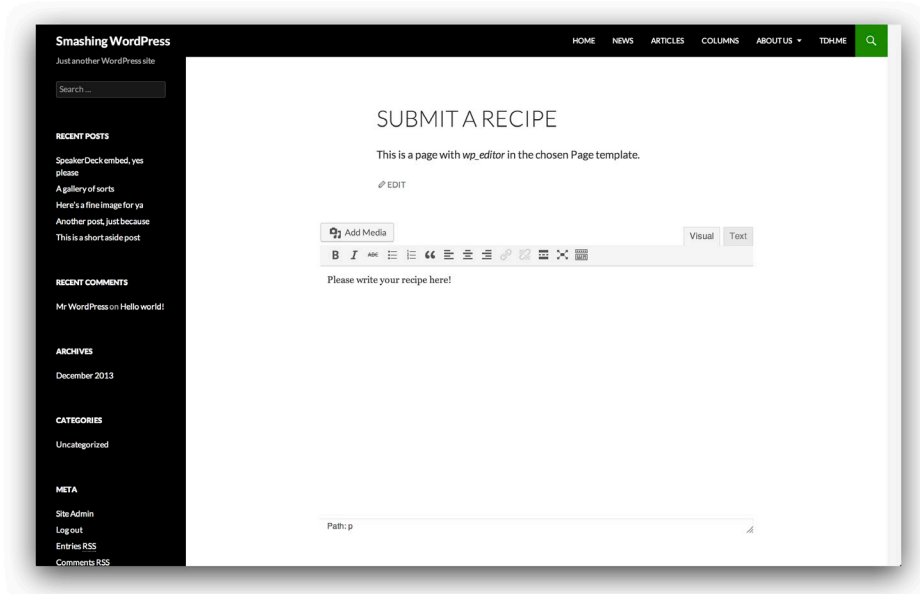 Smashing WordPress
Just another WordPress site
HOME NEWS ARTICLES COLUMNS ABOUT US TDH.ME
Search ...
RECENT POSTS
SpeakerDeck embed, yes
please
A gallery of sorts
Here's a fine image for ya
Another post, just because
This is a short aside post
RECENT COMMENTS
Mr WordPress on Hello world!
ARCHIVES
December 2013
CATEGORIES
Uncategorized
META
Site Admin
Log out
Entries RSS
Comments RSS
SUBMIT A RECIPE
This is a page with wp_editor in the chosen Page template.
EDIT
Add Media
Visual Text
B I ABC
Please write your recipe here!
Path: p